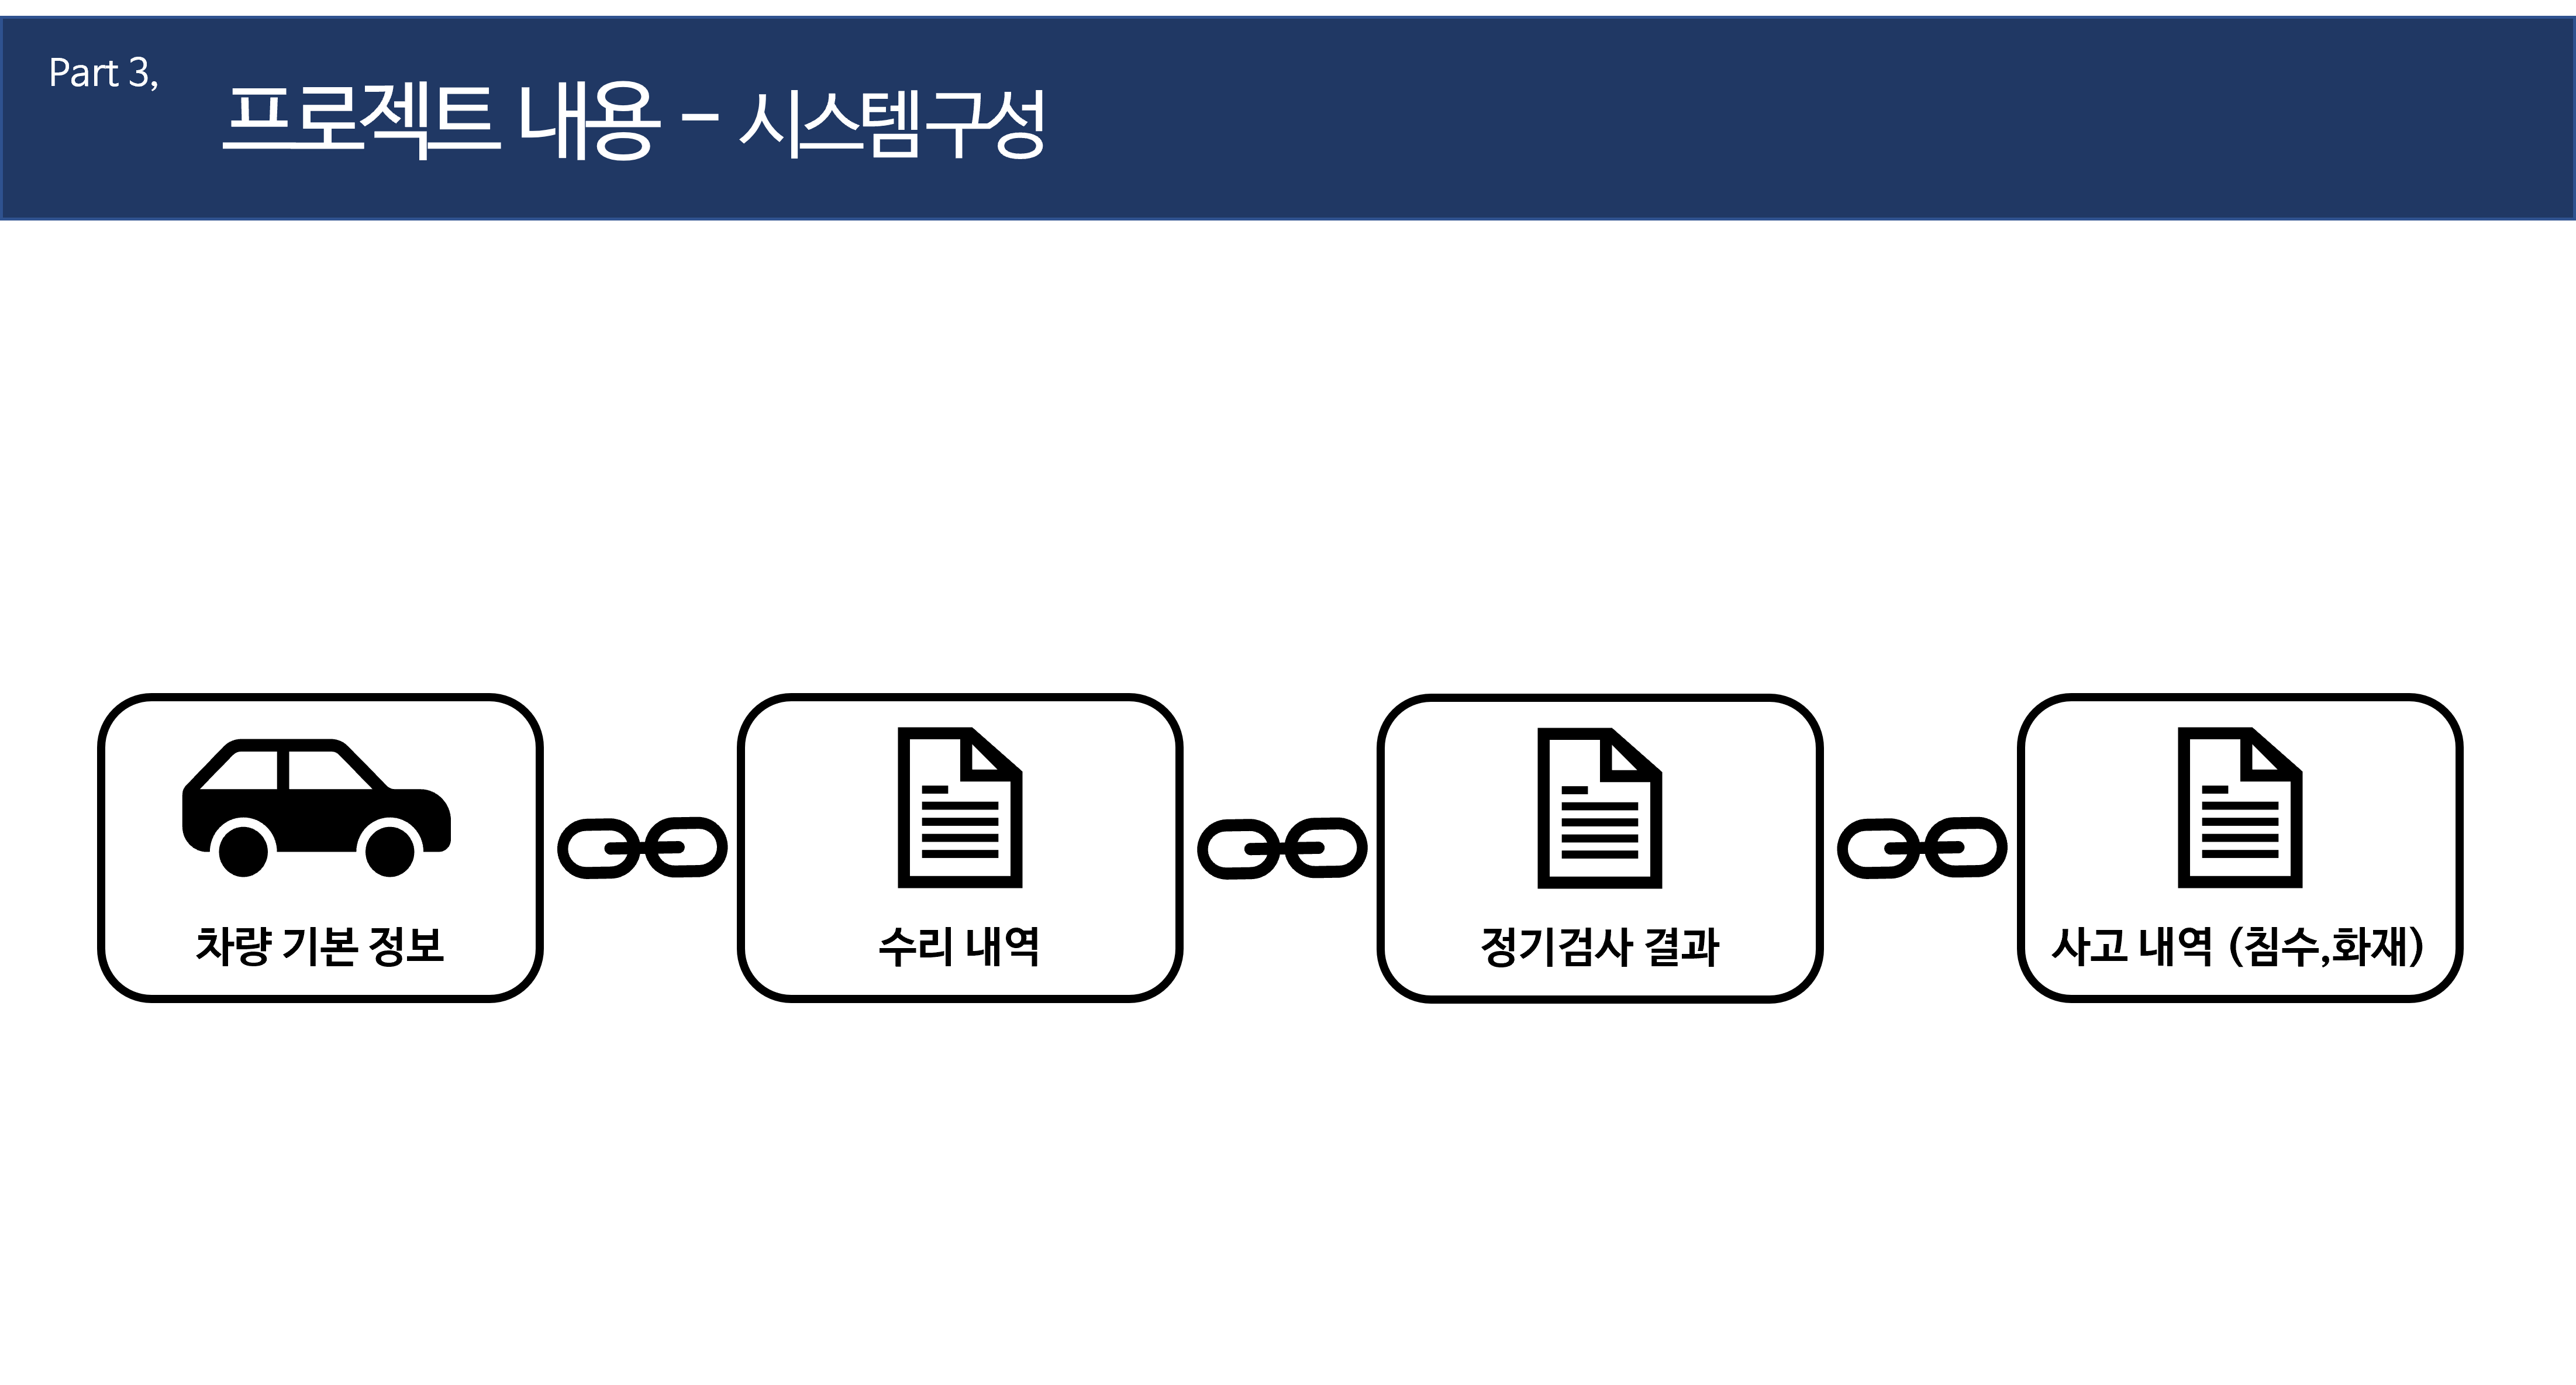 Part 3,
프로젝트 내용 - 시스템구성
차량 기본 정보
수리 내역
정기검사 결과
사고 내역 (침수,화재)